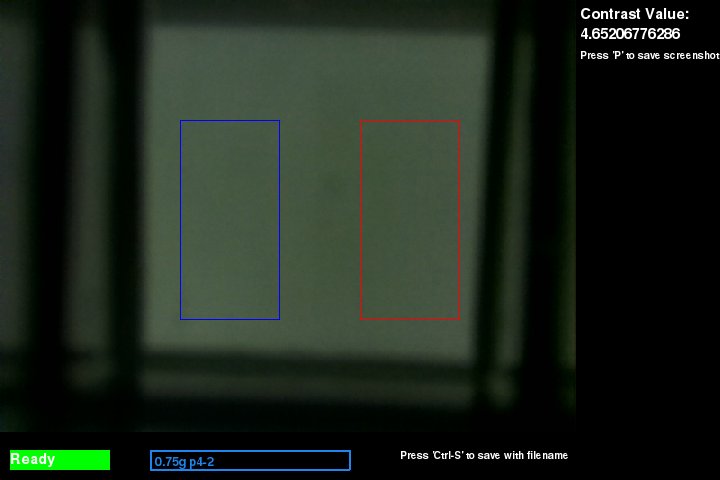 Contrast Value:
4.65206776286
Press 'P' to save screenshot
Ready
0.75g p4-2
Press 'Ctrl-S' to save with filename